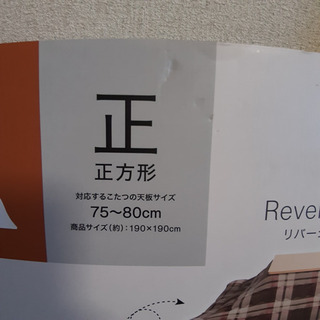 正
正方形
対応するこたつの天板サイズ
75〜80cm
商品サイズ(約):190×190cm
Reve
リバー